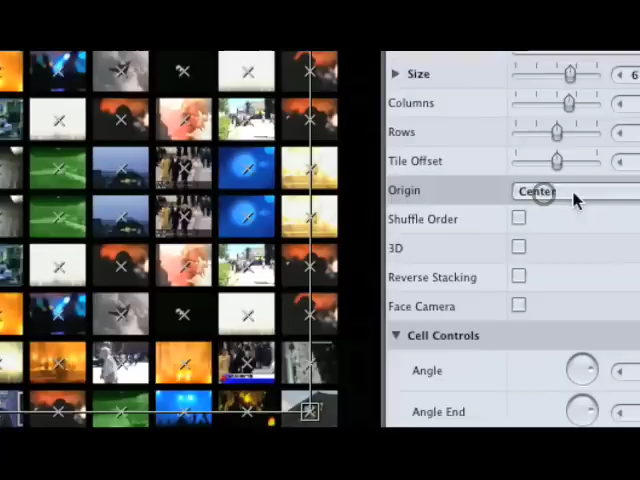 Size
6
Columns
Rows
Tile Offset
Origin
Center
Shuffle Order
3D
Reverse Stacking
Face Camera
Cell Controls
Angle
Angle End